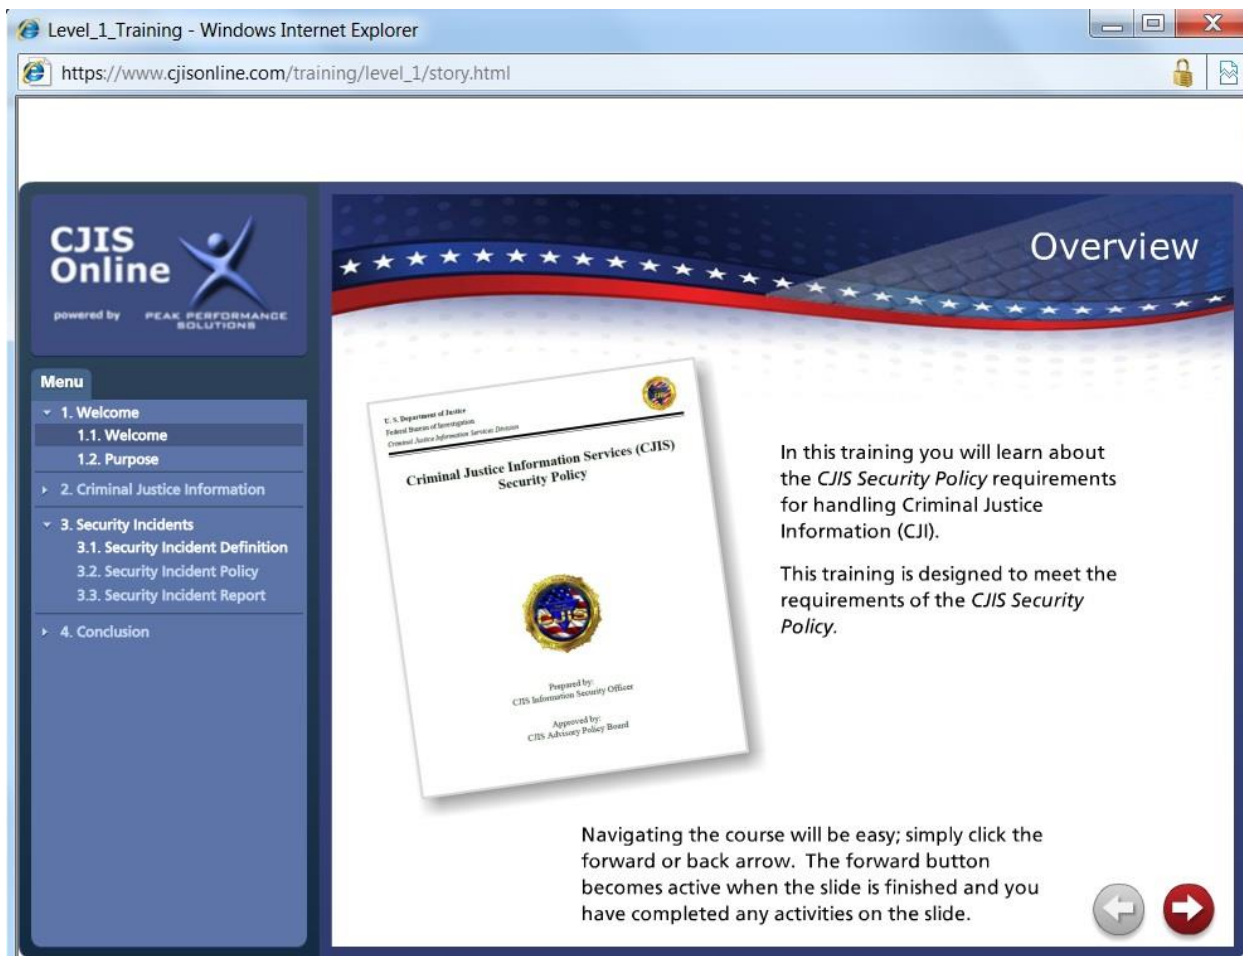 Level_1_Training - Windows Internet Explorer
https://www.cjisonline.com/training/level_1/story.html
CJIS
Online
powered by PEAK PERFORMANCE
SOLUTIONS
Menu
1. Welcome
1.1. Welcome
1.2. Purpose
2. Criminal Justice Information
3. Security Incidents
3.1. Security Incident Definition
3.2. Security Incident Policy
3.3. Security Incident Report
4. Conclusion
Overview
U. S. Department of Justice
Federal Bureau of Investigation
Criminal Justice Information Services Division
Criminal Justice Information Services (CJIS)
Security Policy
CJIS
Prepared by:
CJIS Information Security Officer
Approved by:
CJIS Advisory Policy Board
In this training you will learn about
the CJIS Security Policy requirements
for handling Criminal Justice
Information (CJI).
This training is designed to meet the
requirements of the CJIS Security
Policy.
Navigating the course will be easy; simply click the
forward or back arrow. The forward button
becomes active when the slide is finished and you
have completed any activities on the slide.